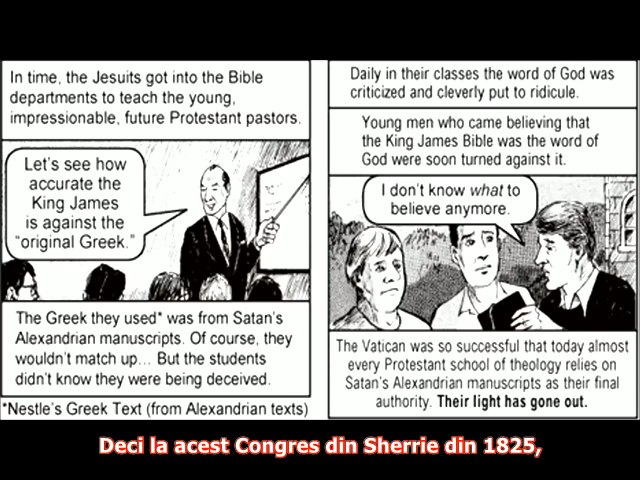 In time, the Jesuits got into the Bible
departments to teach the young,
impressionable, future Protestant pastors.
Let's see how
accurate the
King James
is against the
"original Greek."
The Greek they used* was from Satan's
Alexandrian manuscripts. Of course, they
wouldn't match up... But the students
didn't know they were being deceived.
*Nestle's Greek Text (from Alexandrian texts)
Daily in their classes the word of God was
criticized and cleverly put to ridicule.
Young men who came believing that
the King James Bible was the word of
God were soon turned against it.
I don't know what to
believe anymore.
The Vatican was so successful that today almost
every Protestant school of theology relies on
Satan's Alexandrian manuscripts as their final
authority. Their light has gone out.
Deci la acest Congres din Sherrie din 1825,